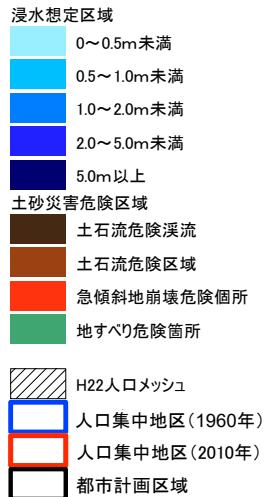 浸水想定区域
0～0.5m未満
0.5～1.0m未満
1.0～2.0m未満
2.0～5.0m未満
5.0m以上
土砂災害危険区域
土石流危険渓流
土石流危険区域
急傾斜地崩壊危険個所
地すべり危険箇所
H22人口メッシュ
人口集中地区（1960年）
人口集中地区（2010年）
都市計画区域